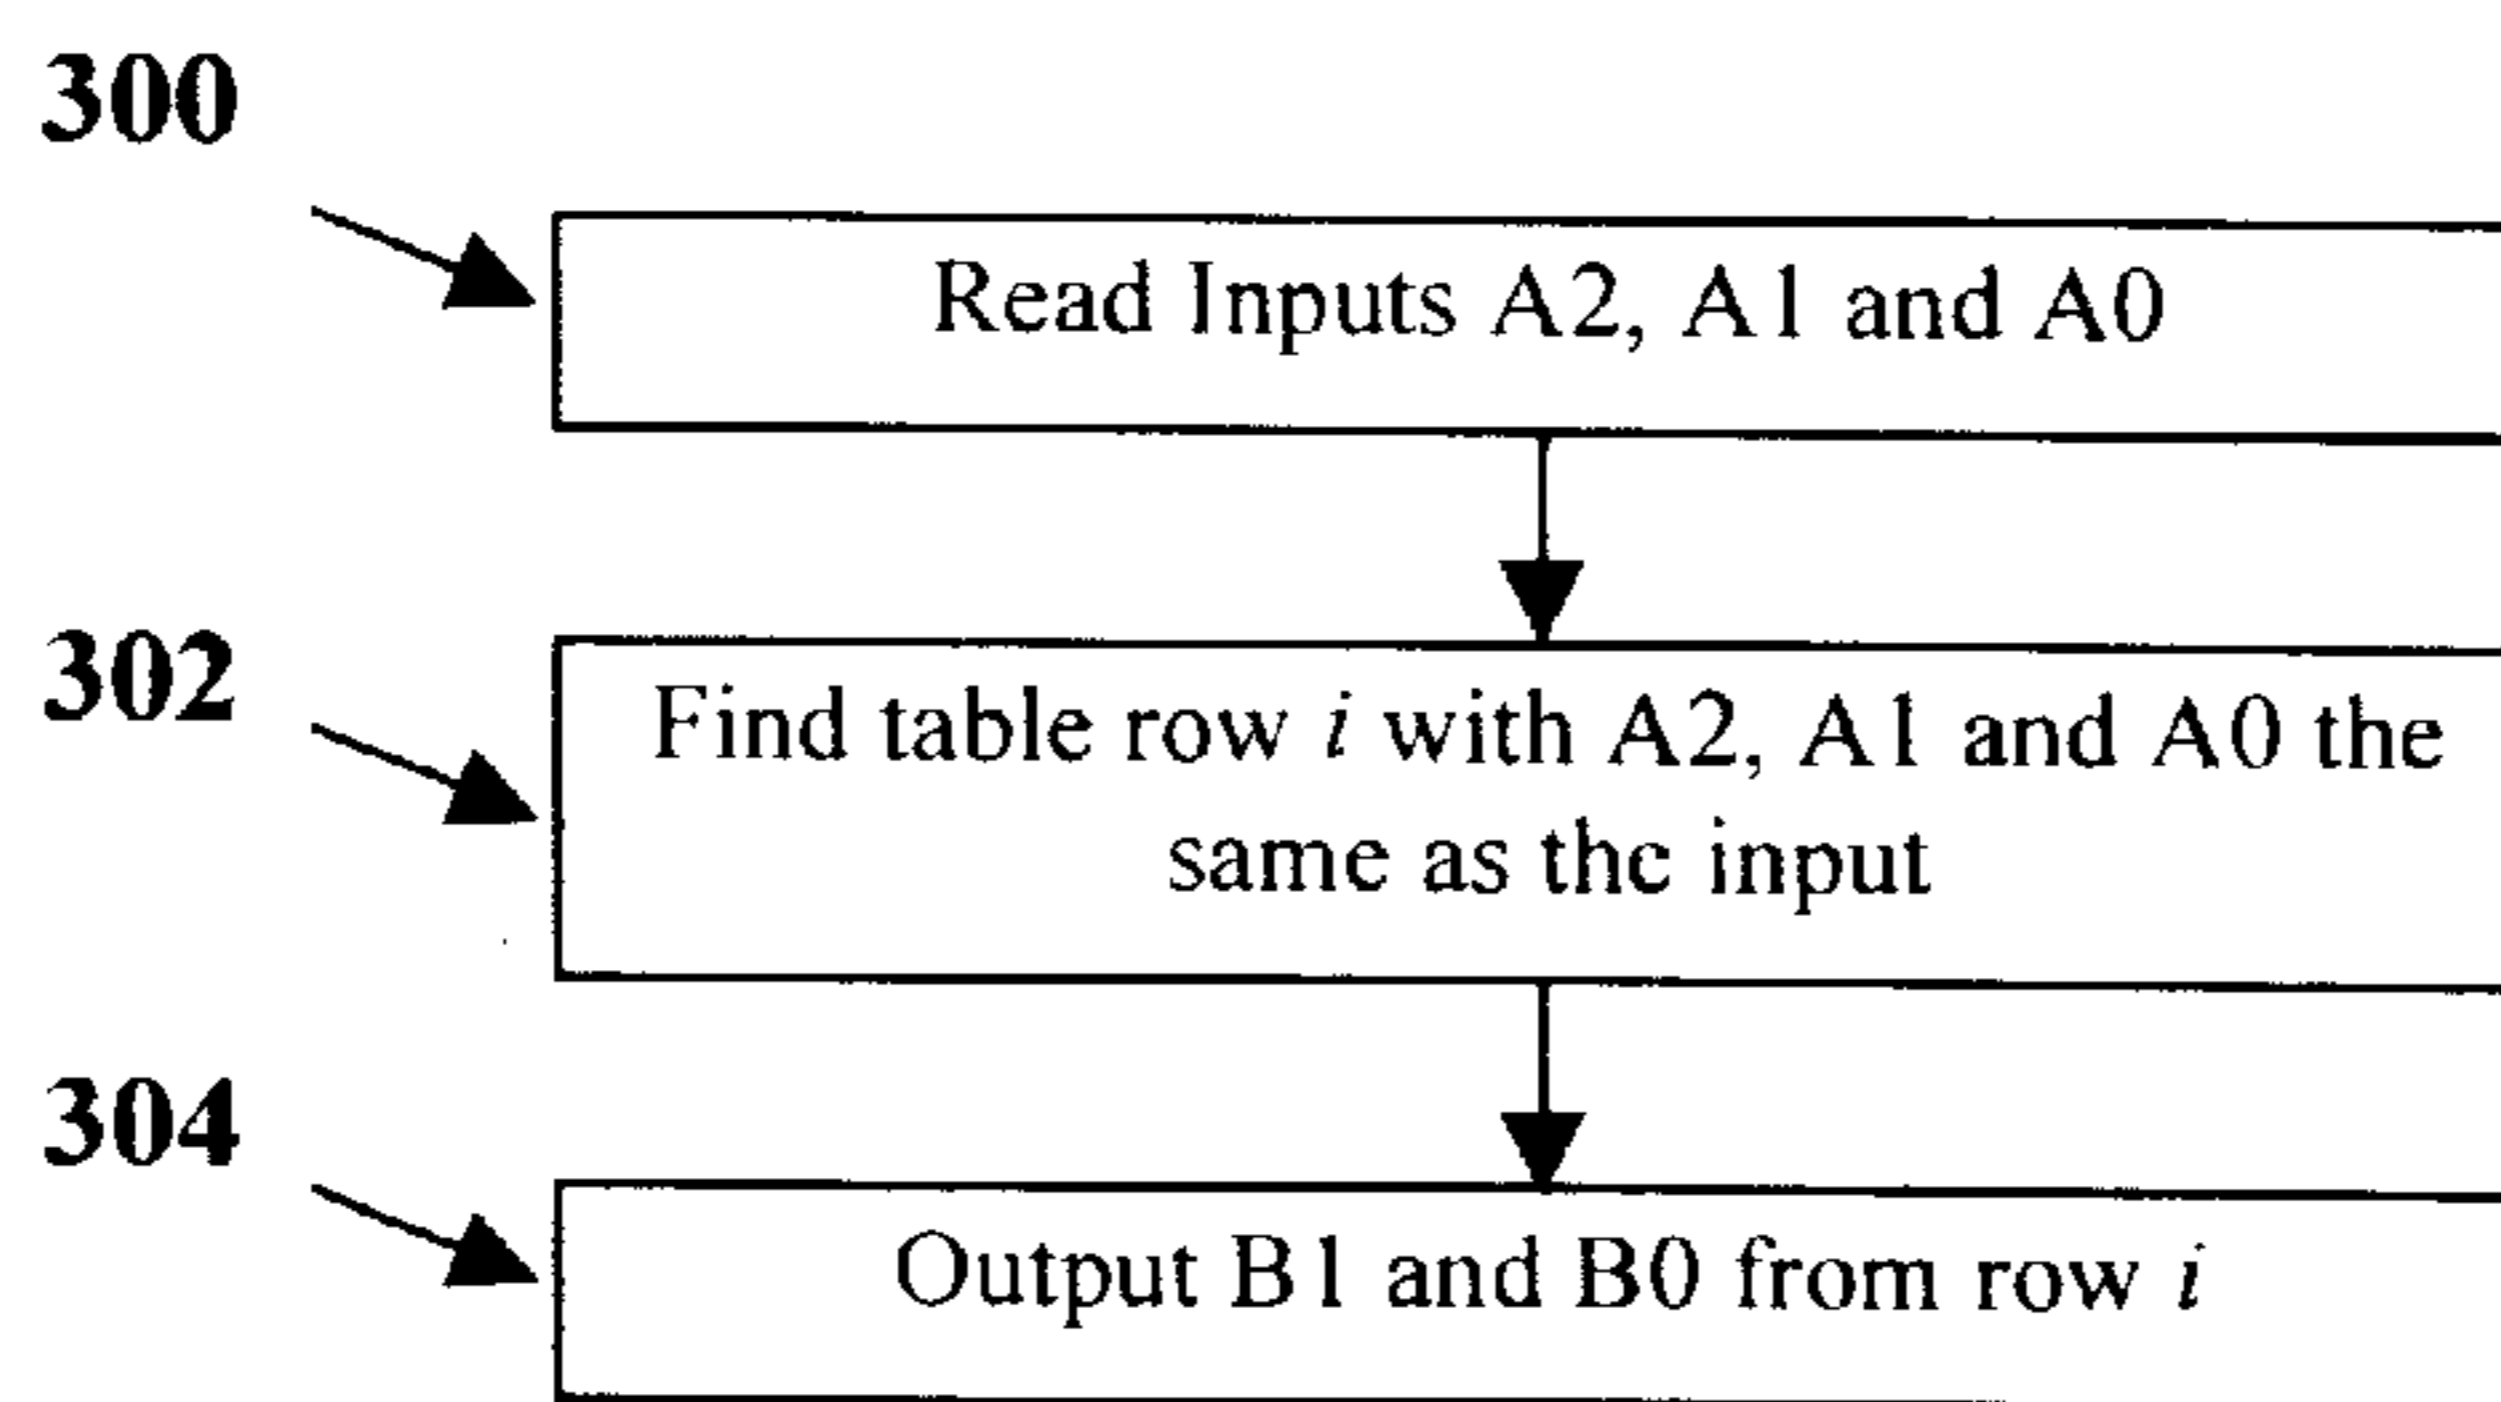 300
Read Inputs A2, A1 and A0
302
Find table row i with A2, A1 and A0 the
same as the input
304
Output B1 and B0 from row i